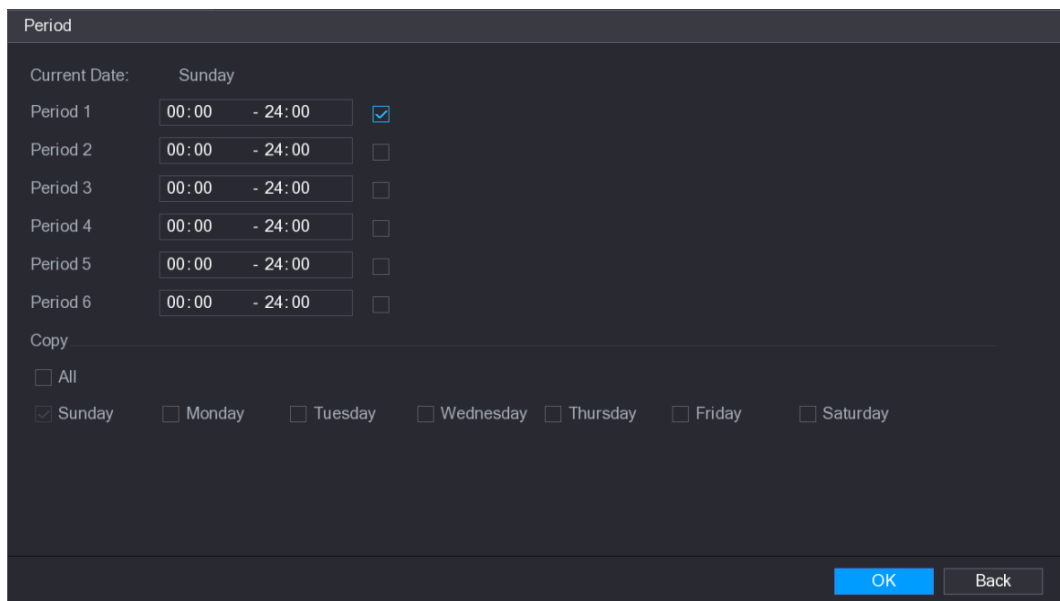 Period
Current Date: Sunday
Period 1 00:00 - 24:00
Period 2 00:00 - 24:00
Period 3 00:00 - 24:00
Period 4 00:00 - 24:00
Period 5 00:00 - 24:00
Period 6 00:00 - 24:00
Copy
All
Sunday Monday Tuesday Wednesday Thursday Friday Saturday
OK Back